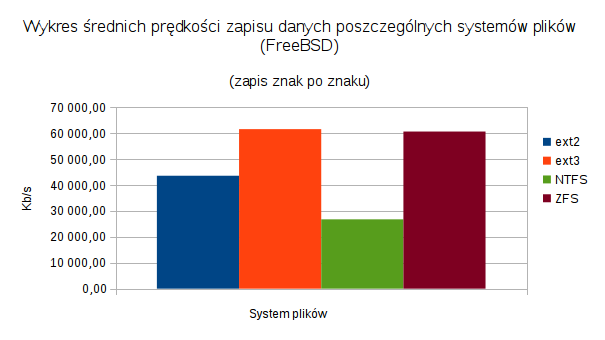 Wykres średnich prędkości zapisu danych poszczególnych systemów plików
(FreeBSD)
(zapis znak po znaku)
70 000,00
60 000,00
50 000,00
40 000,00
30 000,00
20 000,00
10 000,00
0,00
Kb/s
System plików
ext2
ext3
NTFS
ZFS